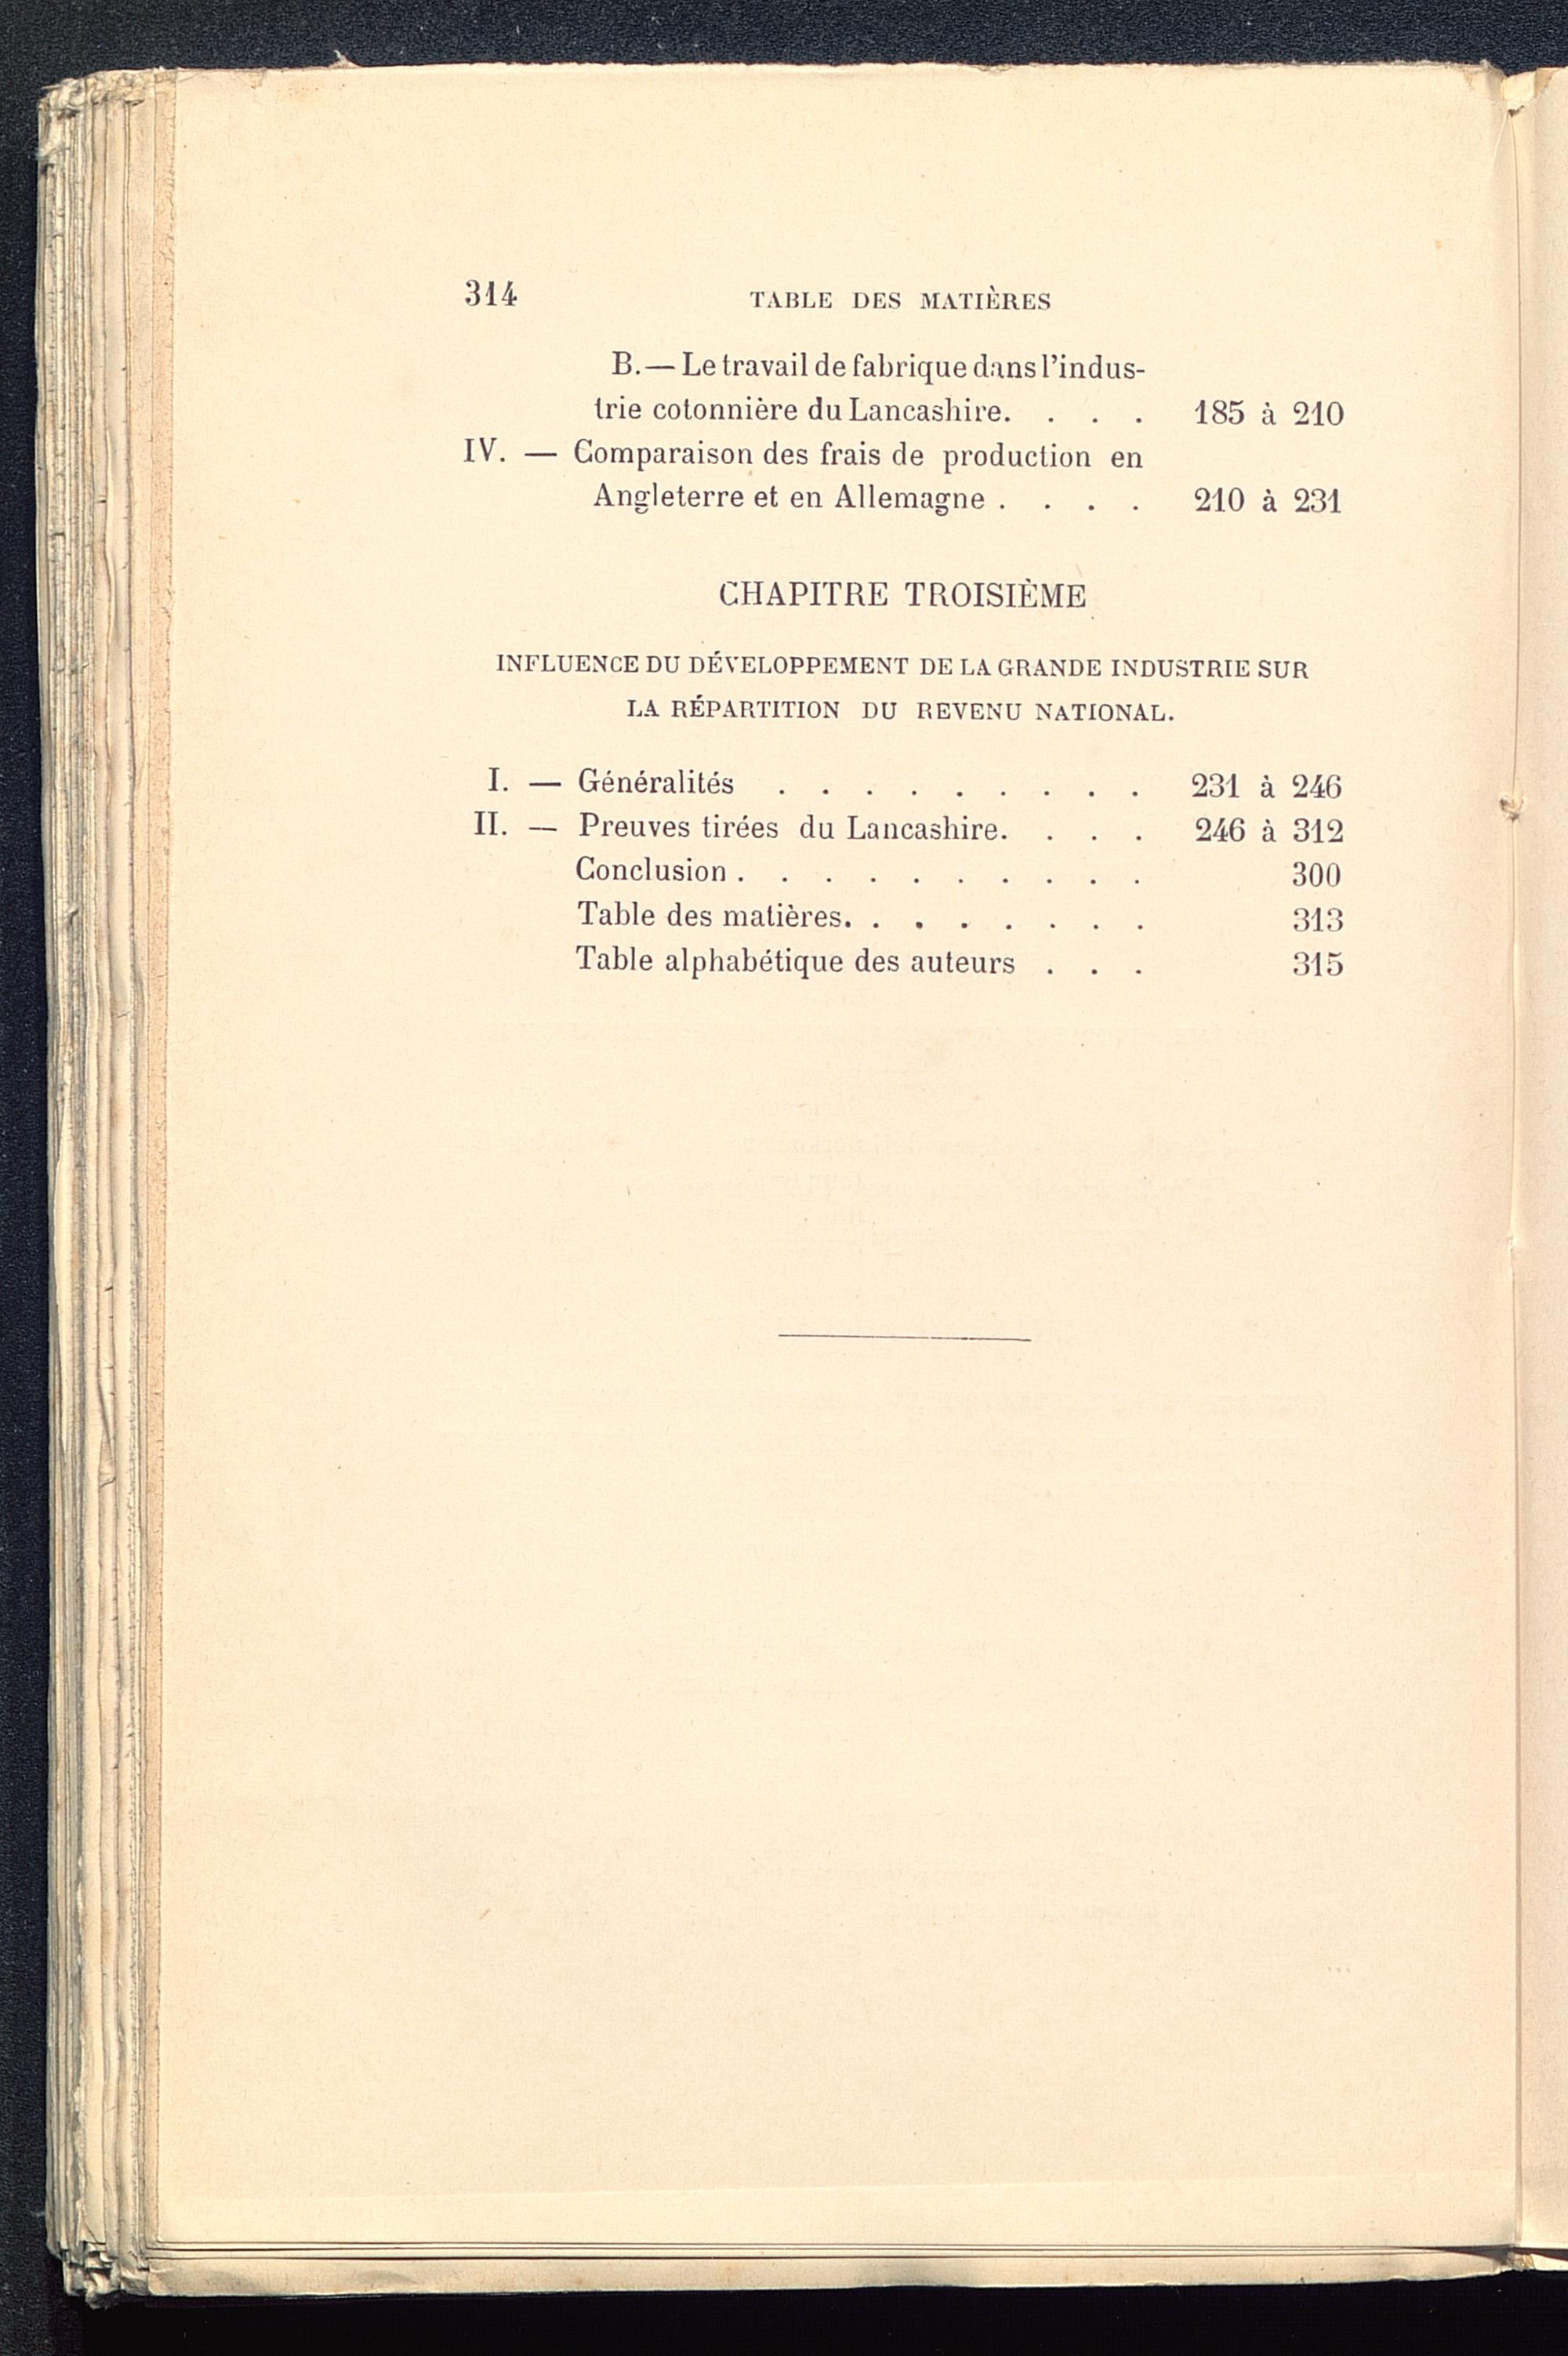 314 TABLE DES MATIÈRES
B. — Le travail de fabrique dans l'indus-
trie cotonnière du Lancashire. . . . 185 à 210
IV. — Comparaison des frais de production en
Angleterre et en Allemagne . . . . 210 à 231
CHAPITRE TROISIÈME
INFLUENCE DU DÉVELOPPEMENT DE LA GRANDE INDUSTRIE SUR
LA RÉPARTITION DU REVENU NATIONAL.
I. — Généralités . . . . . . . . . 231 à 246
II. — Preuves tirées du Lancashire. . . . 246 à 312
Conclusion . . . . . . . . . . 300
Table des matières. . . . . . . . 313
Table alphabétique des auteurs . . . 315